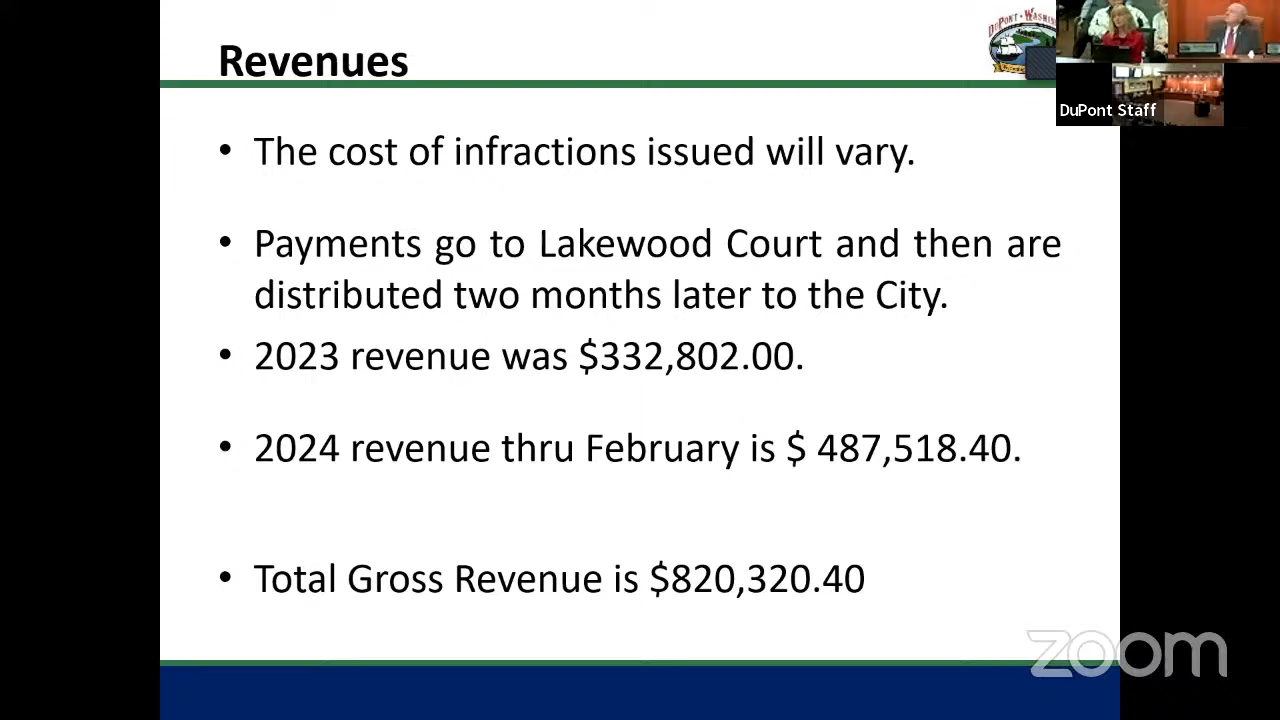 Revenues
DUPONT • WASHIN
DuPont Staff
• The cost of infractions issued will vary.
• Payments go to Lakewood Court and then are
distributed two months later to the City.
• 2023 revenue was $332,802.00.
• 2024 revenue thru February is $ 487,518.40.
• Total Gross Revenue is $820,320.40
zoom